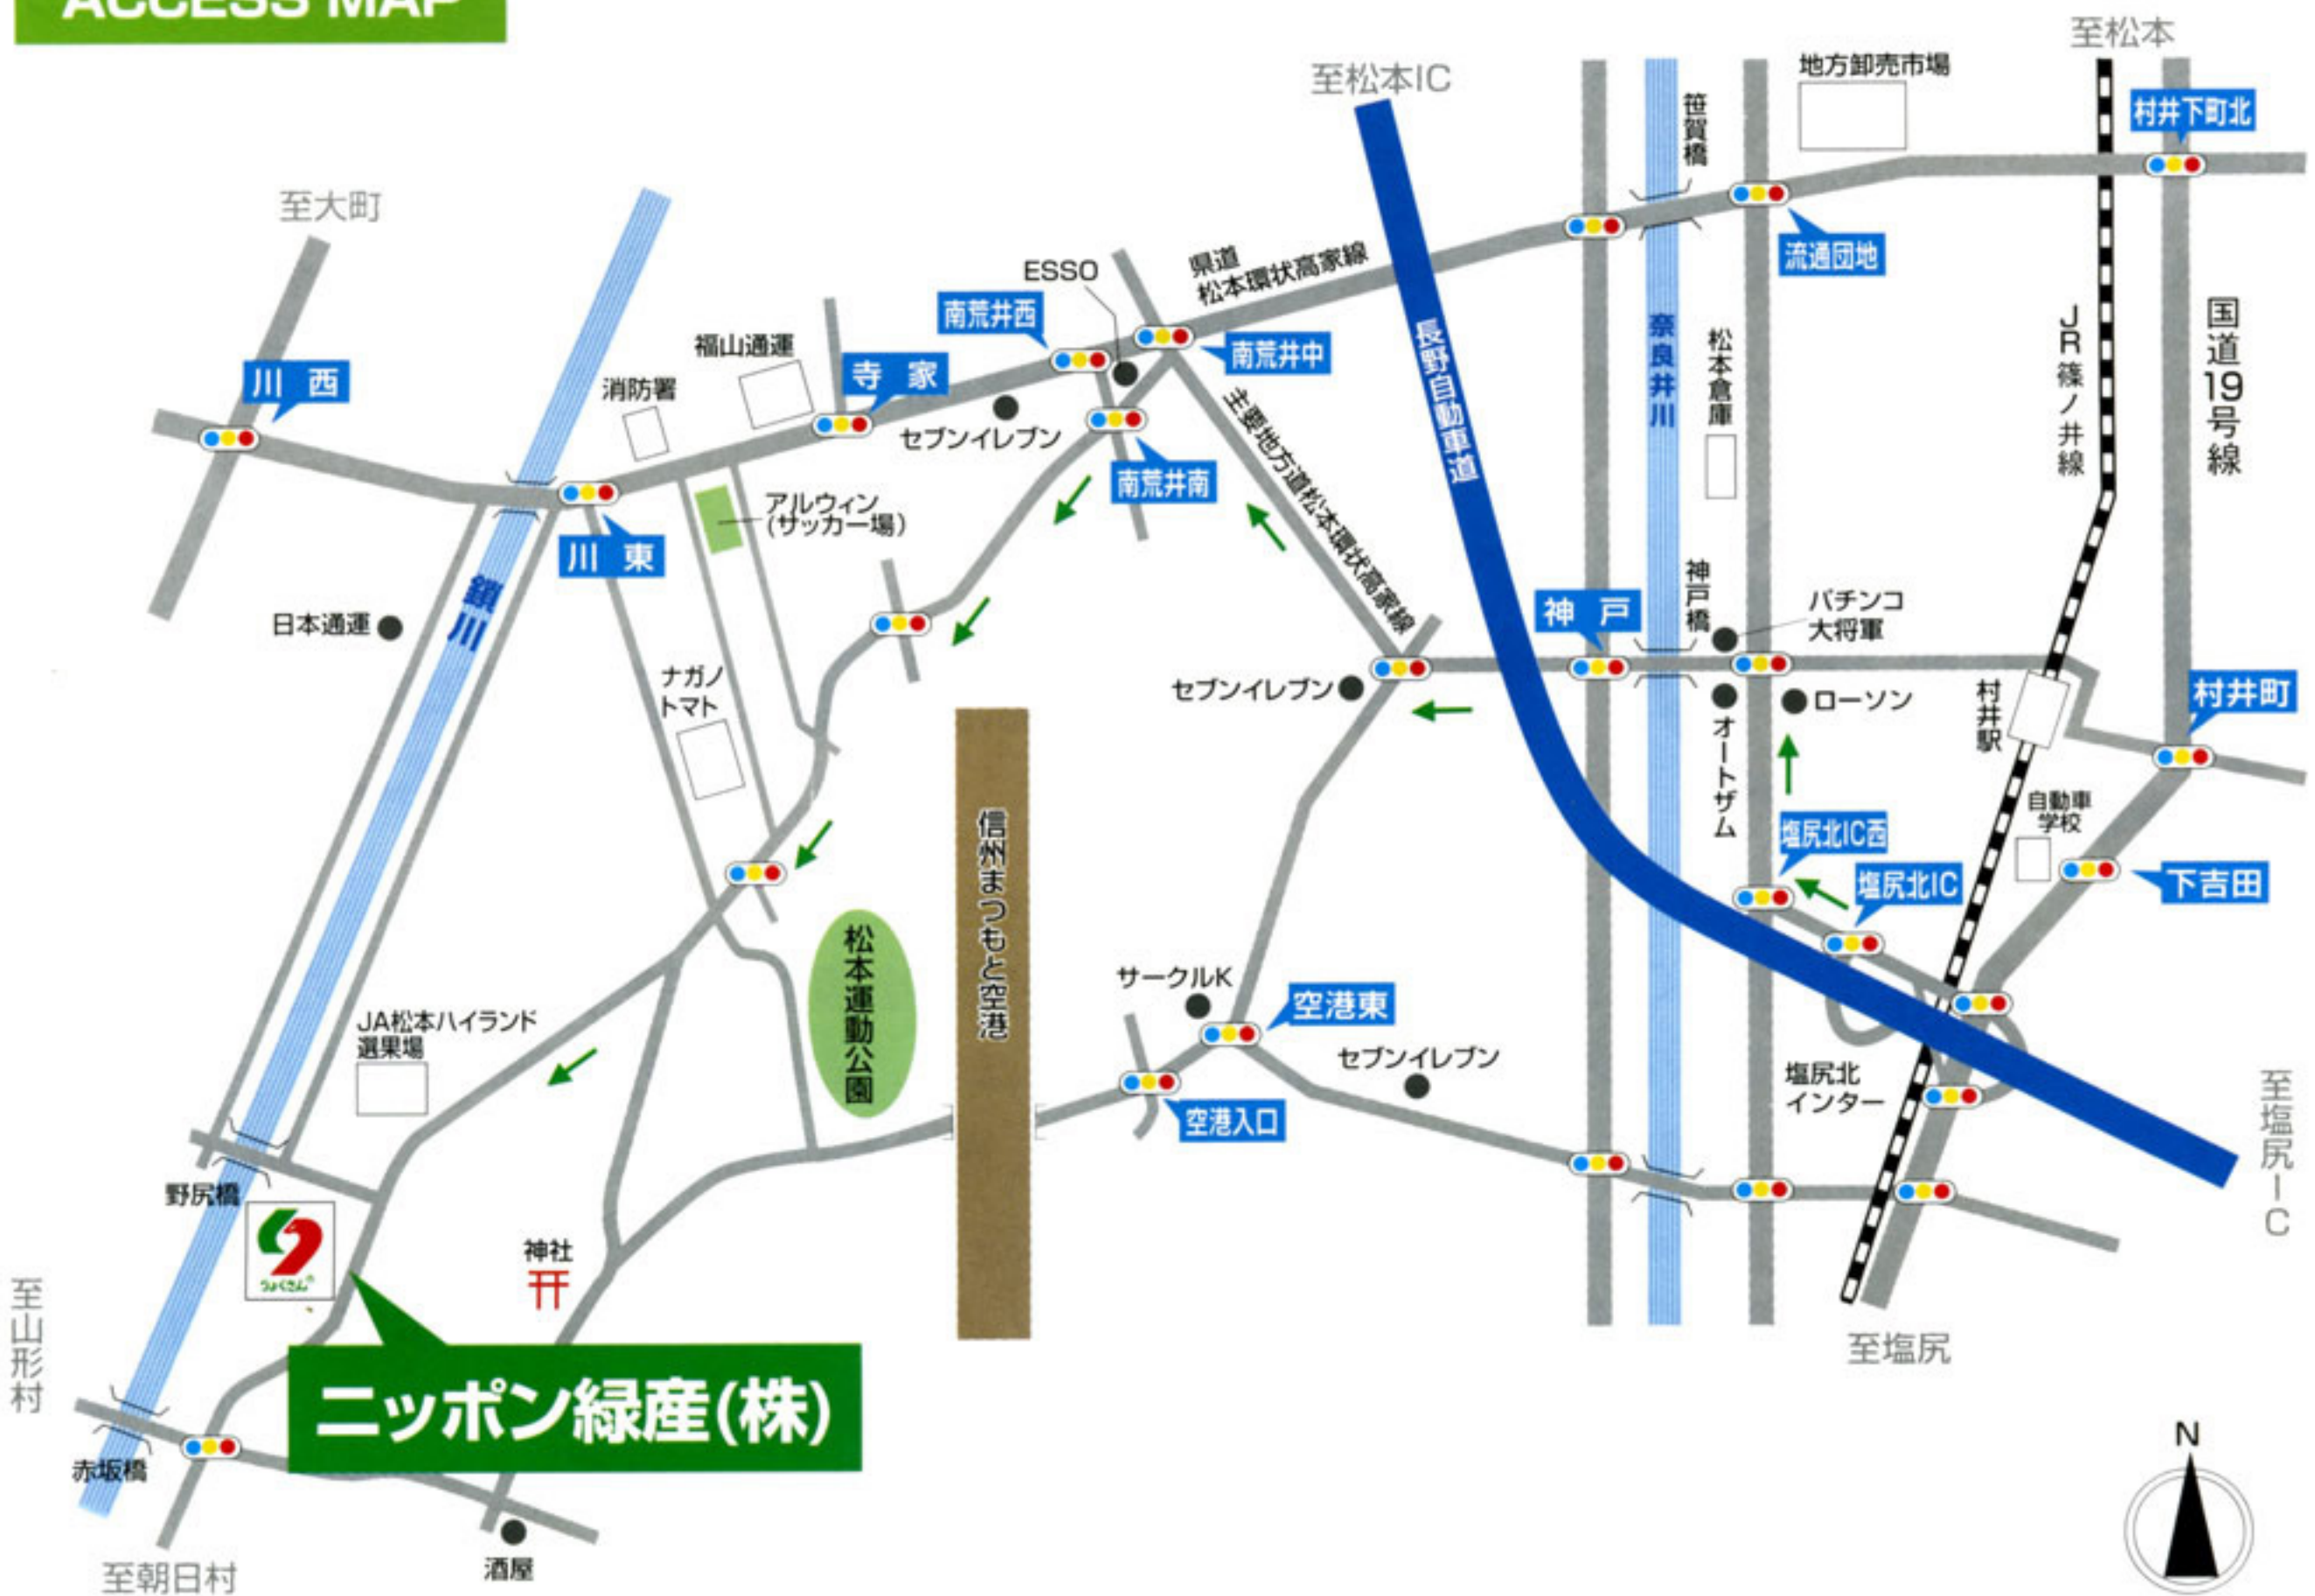 ACCESS MAP
至松本
至松本IC
地方卸売市場
村井下町北
笹賀橋
至大町
流通団地
県道
松本環状高家線
ESSO
南荒井西
南荒井中
福山通運
寺家
川西
消防署
セブンイレブン
南荒井南
主要地方道松本環状高家線
長野自動車道
奈良井川
松本倉庫
JR篠ノ井線
国道19号線
アルウィン
(サッカー場)
川東
鎖川
日本通運
神戸
神戸橋
パチンコ
大将軍
ナガノ
トマト
セブンイレブン
ローソン
オートザム
村井駅
村井町
自動車
学校
塩尻北IC西
塩尻北IC
下吉田
信州まつもと空港
松本運動公園
サークルK
空港東
セブンイレブン
空港入口
塩尻北
インター
至塩尻IC
JA松本ハイランド
選果場
野尻橋
りょくさん®
神社
至山形村
至塩尻
ニッポン緑産(株)
赤坂橋
酒屋
至朝日村
N